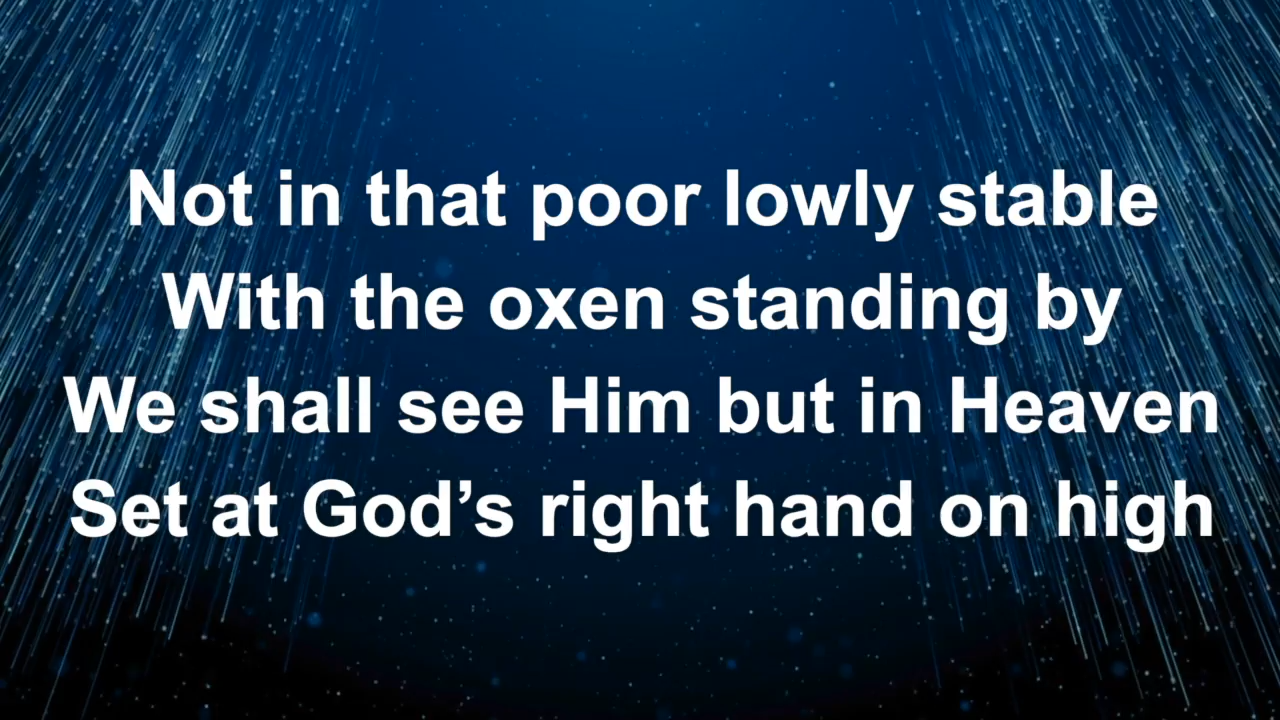 Not in that poor lowly stable
With the oxen standing by
We shall see Him but in Heaven
Set at God’s right hand on high